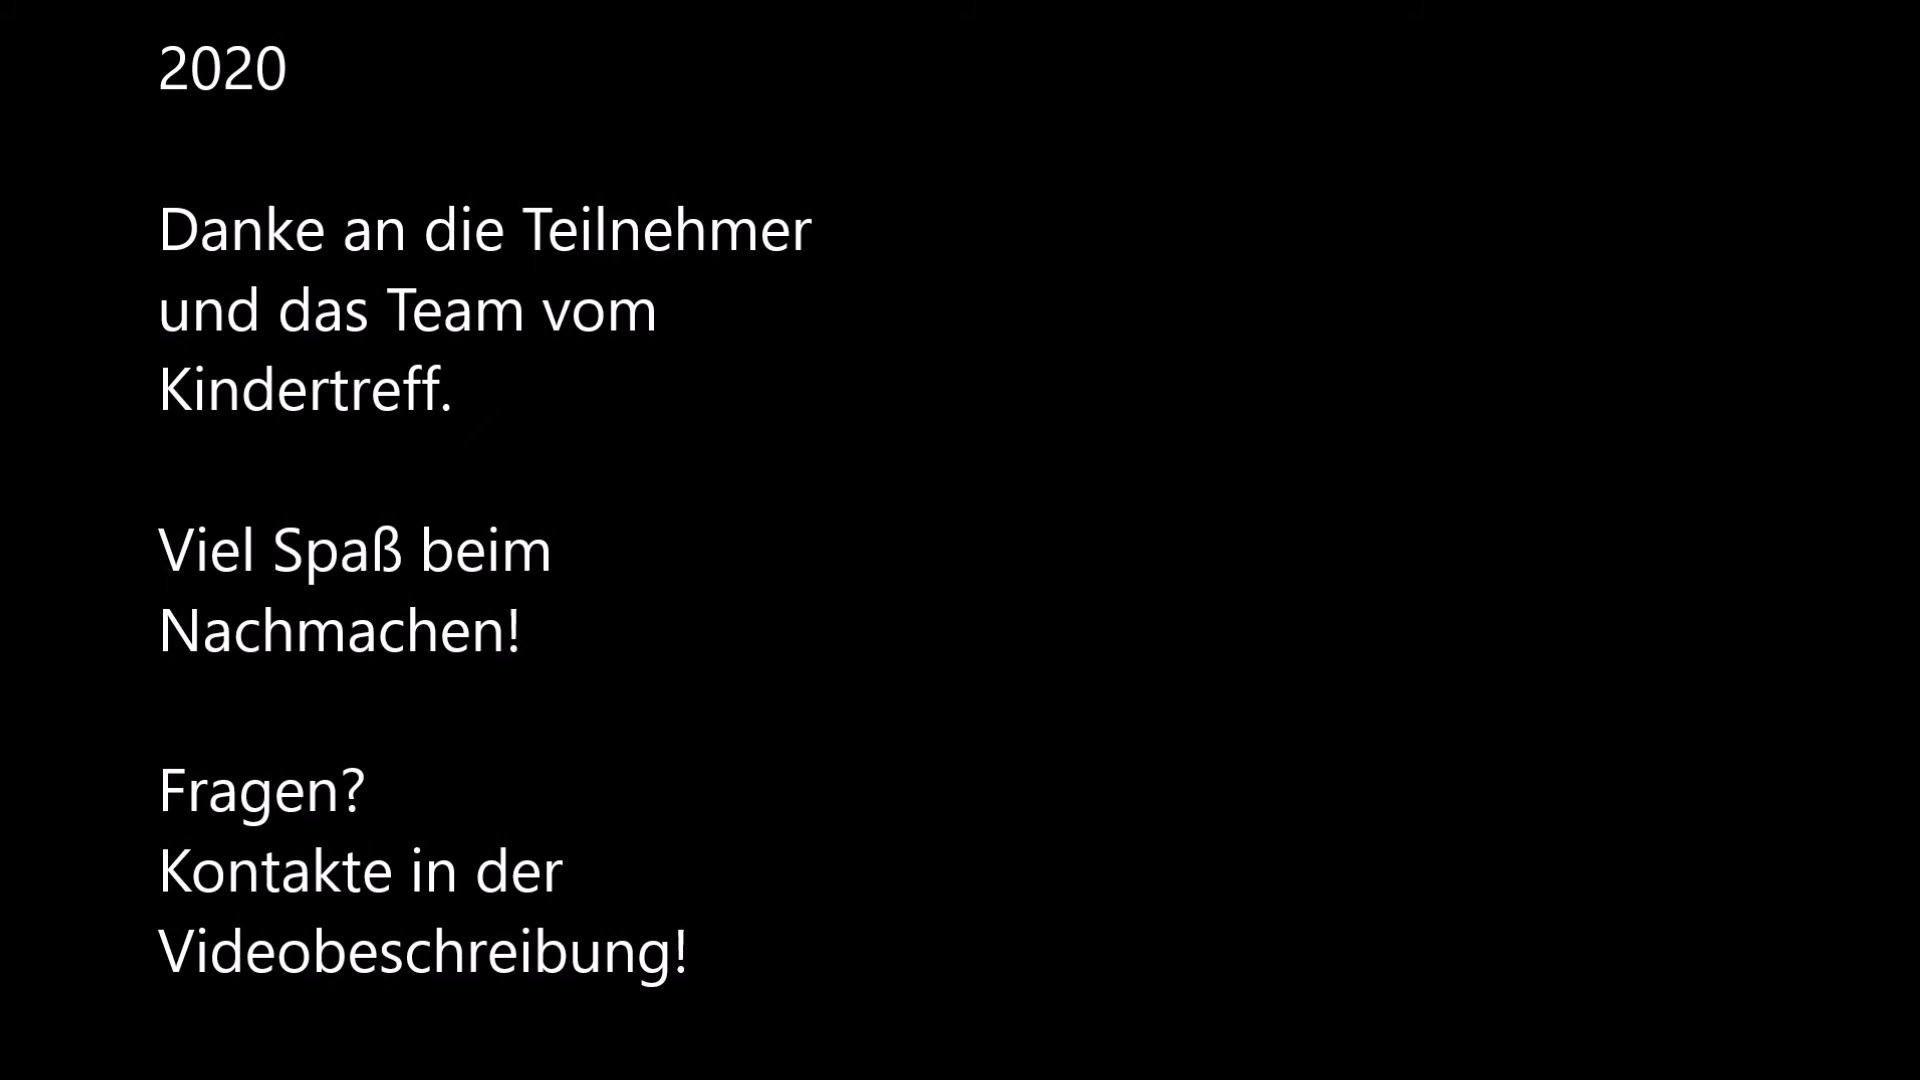 2020
Danke an die Teilnehmer
und das Team vom
Kindertreff.
Viel Spaß beim
Nachmachen!
Fragen?
Kontakte in der
Videobeschreibung!